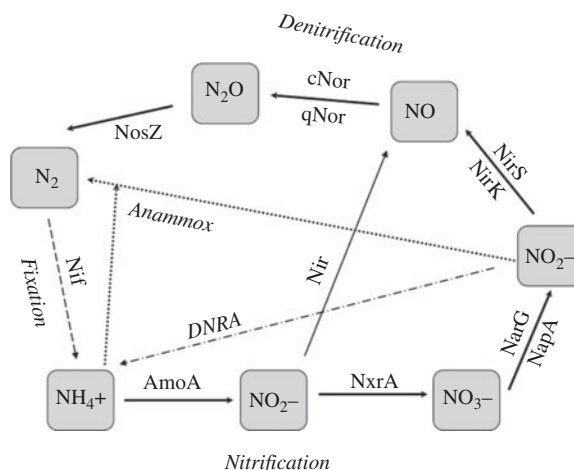 Denitrification
N₂O
cNor
qNor
NO
NosZ
NirS
NirK
N₂
Anammox
Nif
Fixation
Nir
NO₂–
DNRA
NarG
NapA
NH₄+
AmoA
NO₂–
NxrA
NO₃–
Nitrification